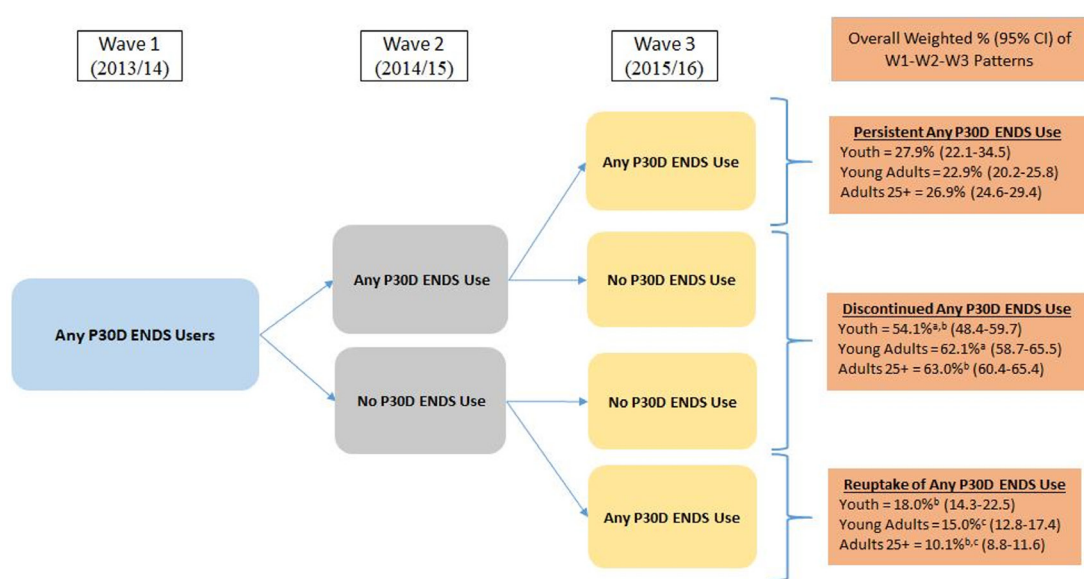 Wave 1
(2013/14)
Wave 2
(2014/15)
Wave 3
(2015/16)
Overall Weighted % (95% CI) of
W1-W2-W3 Patterns
Any P30D ENDS Users
Any P30D ENDS Use
No P30D ENDS Use
Any P30D ENDS Use
No P30D ENDS Use
No P30D ENDS Use
Any P30D ENDS Use
Persistent Any P30D ENDS Use
Youth = 27.9% (22.1-34.5)
Young Adults = 22.9% (20.2-25.8)
Adults 25+ = 26.9% (24.6-29.4)
Discontinued Any P30D ENDS Use
Youth = 54.1%ᵃ,ᵇ (48.4-59.7)
Young Adults = 62.1%ᵃ (58.7-65.5)
Adults 25+ = 63.0%ᵇ (60.4-65.4)
Reuptake of Any P30D ENDS Use
Youth = 18.0%ᵇ (14.3-22.5)
Young Adults = 15.0%ᶜ (12.8-17.4)
Adults 25+ = 10.1%ᵇ,ᶜ (8.8-11.6)